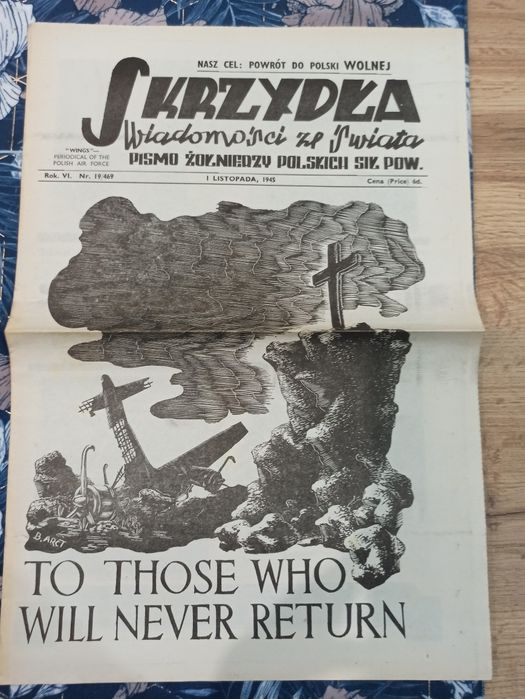 NASZ CEL: POWRÓT DO POLSKI WOLNEJ
SKRZYDŁA
Wiadomości ze Świata
PISMO ŻOŁNIERZY POLSKICH SIŁ POW.
"WINGS"—
PERIODICAL OF THE
POLISH AIR FORCE
Rok. VI. Nr. 19/469
1 LISTOPADA, 1945
Cena (Price) 6d.
B. ARCT
TO THOSE WHO
WILL NEVER RETURN